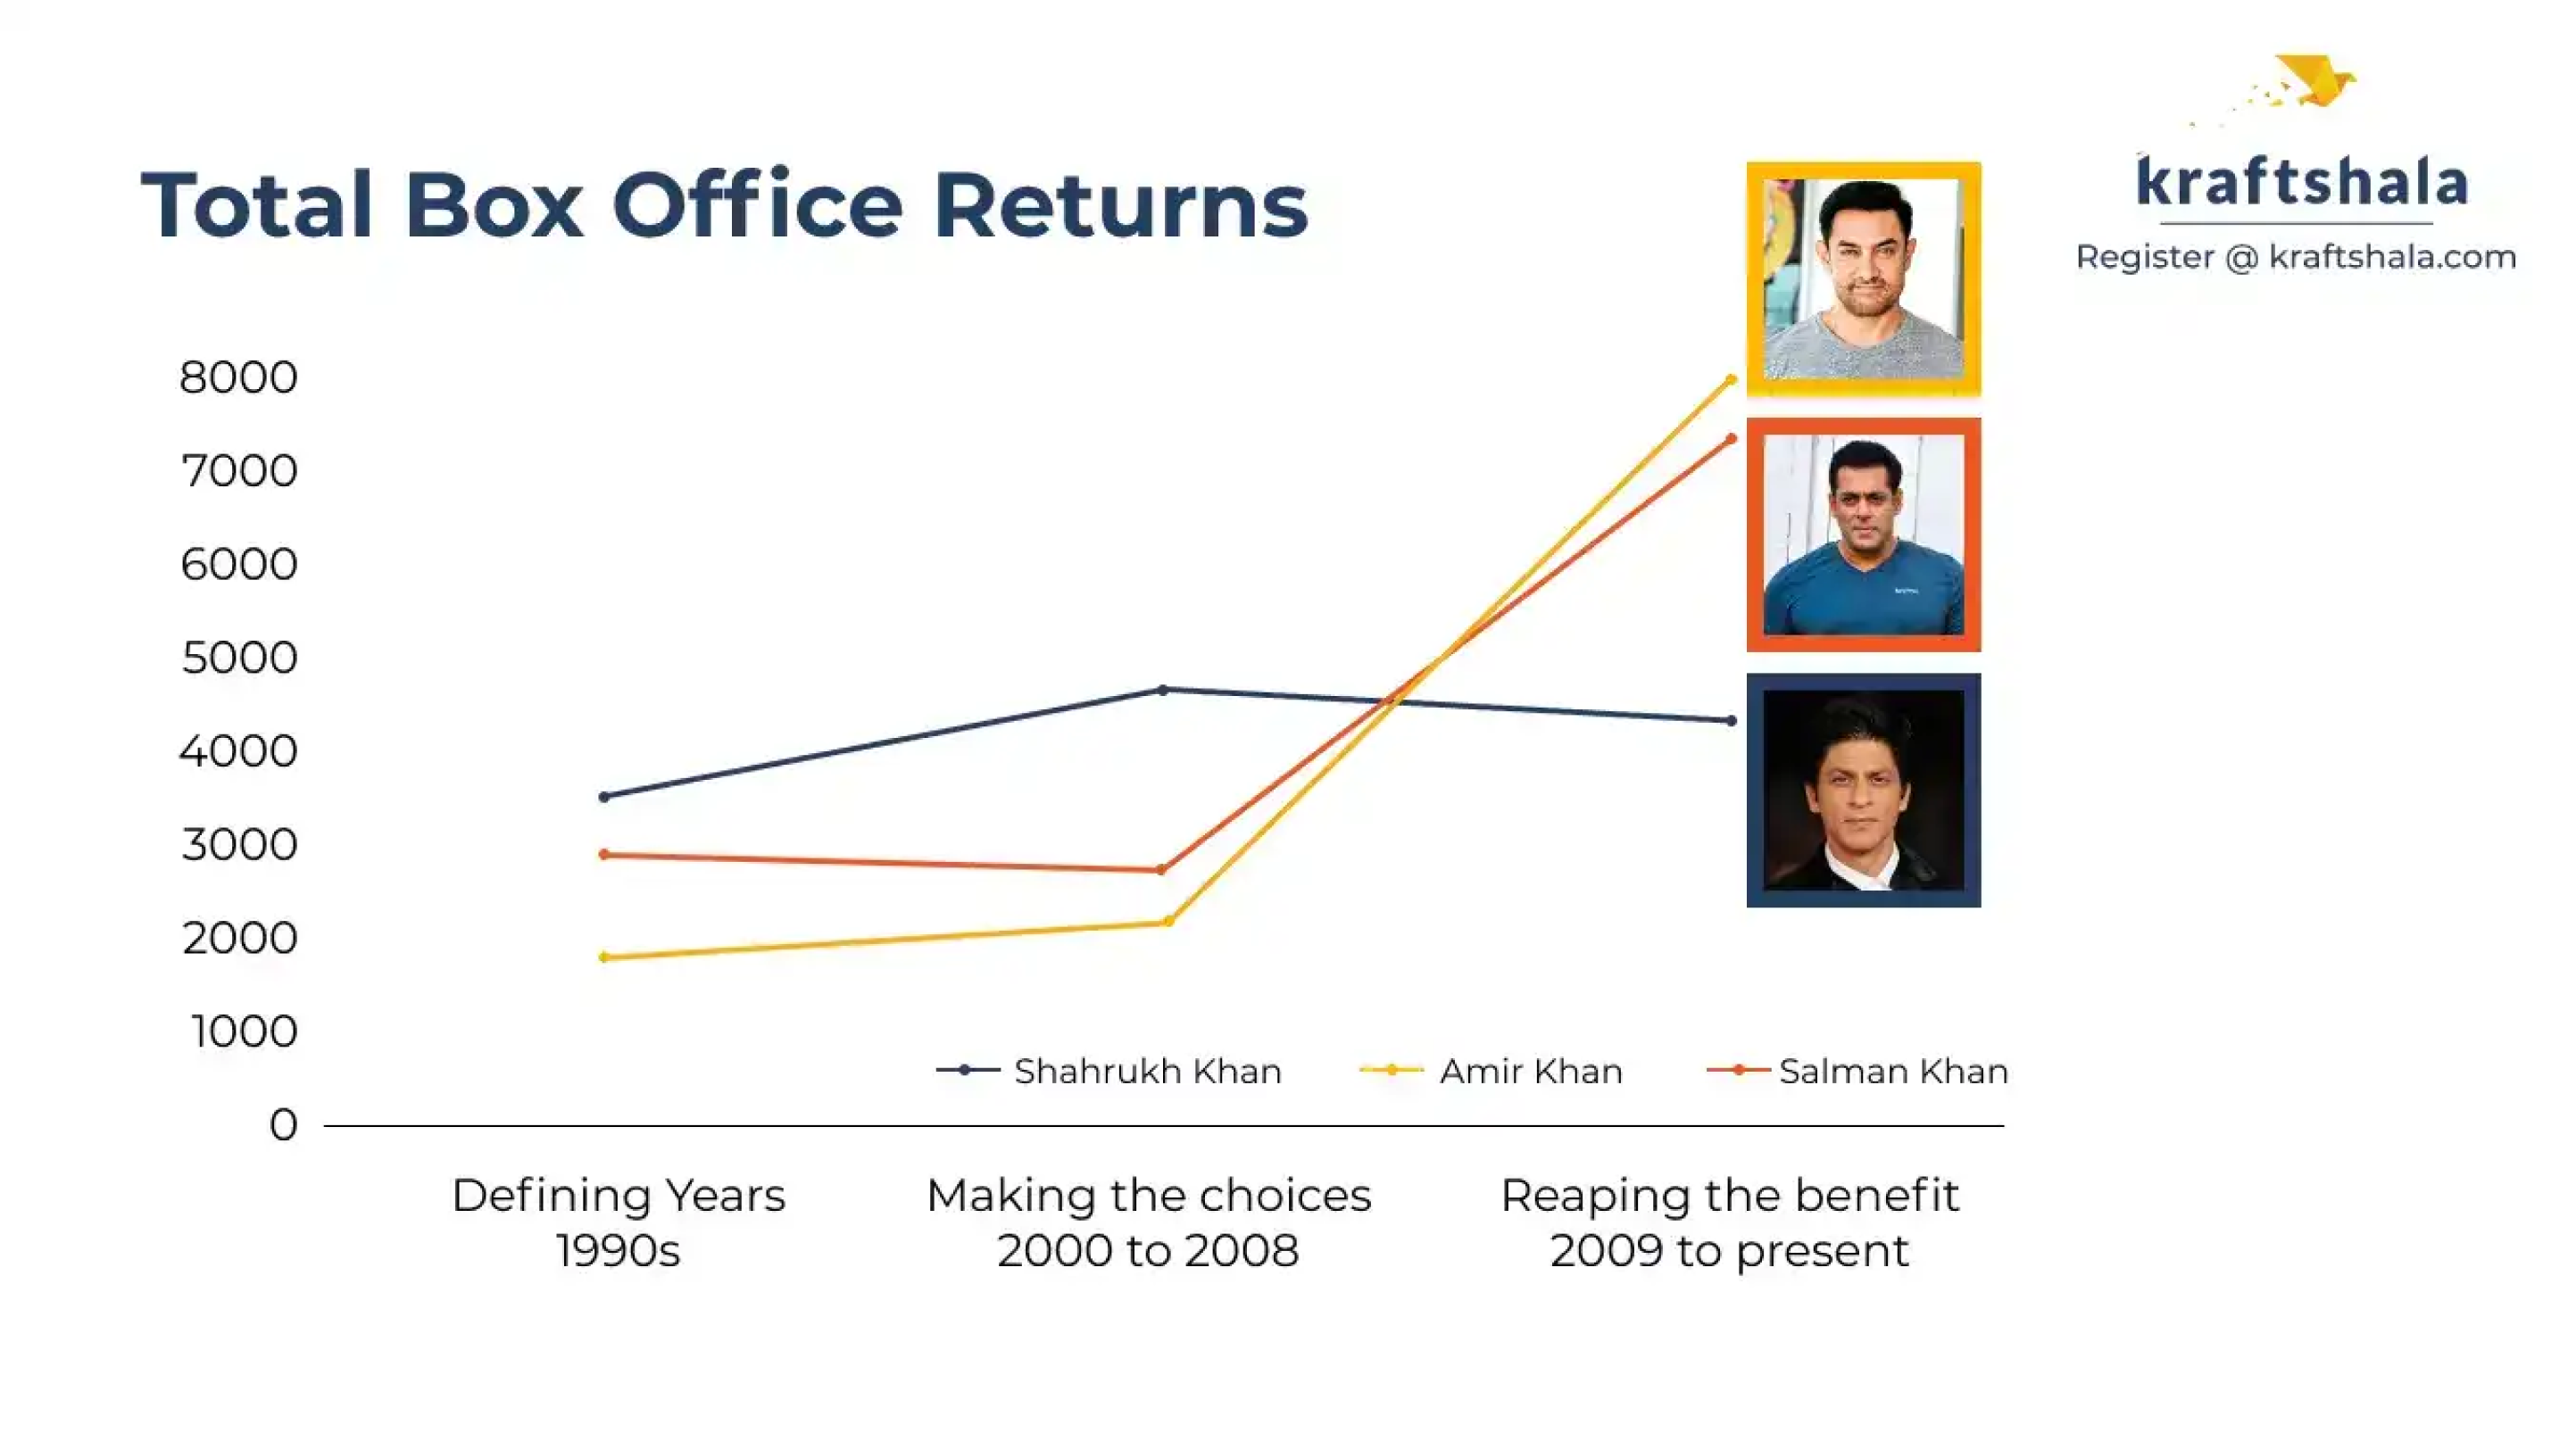 kraftshala
Register @ kraftshala.com
Total Box Office Returns
8000
7000
6000
5000
4000
3000
2000
1000
0
Shahrukh Khan
Amir Khan
Salman Khan
Defining Years
1990s
Making the choices
2000 to 2008
Reaping the benefit
2009 to present